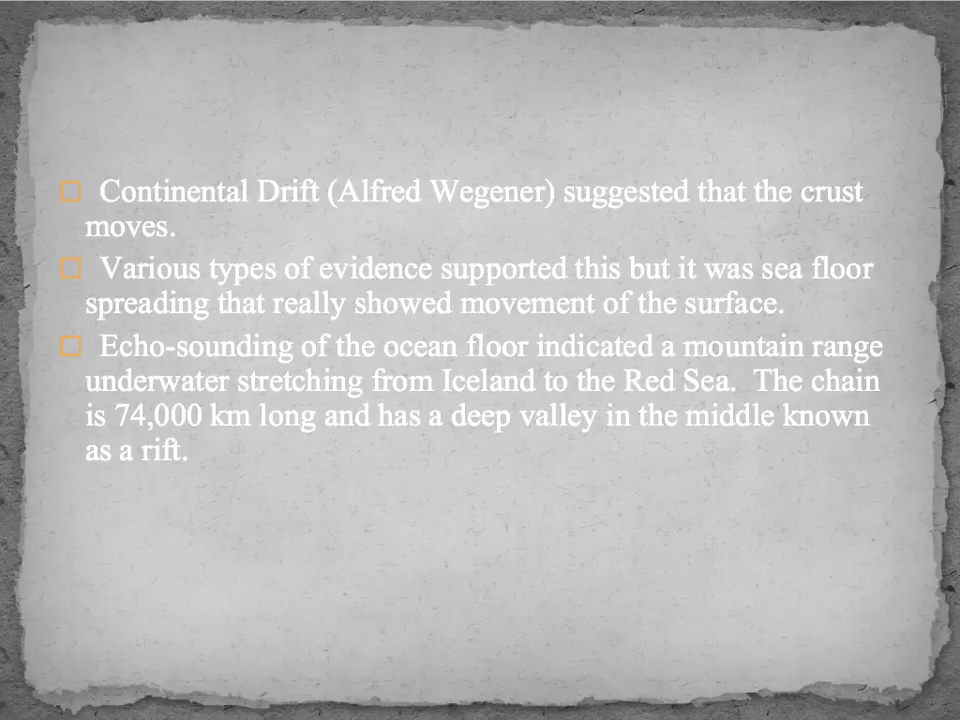 Continental Drift (Alfred Wegener) suggested that the crust
moves.
Various types of evidence supported this but it was sea floor
spreading that really showed movement of the surface.
Echo-sounding of the ocean floor indicated a mountain range
underwater stretching from Iceland to the Red Sea.  The chain
is 74,000 km long and has a deep valley in the middle known
as a rift.